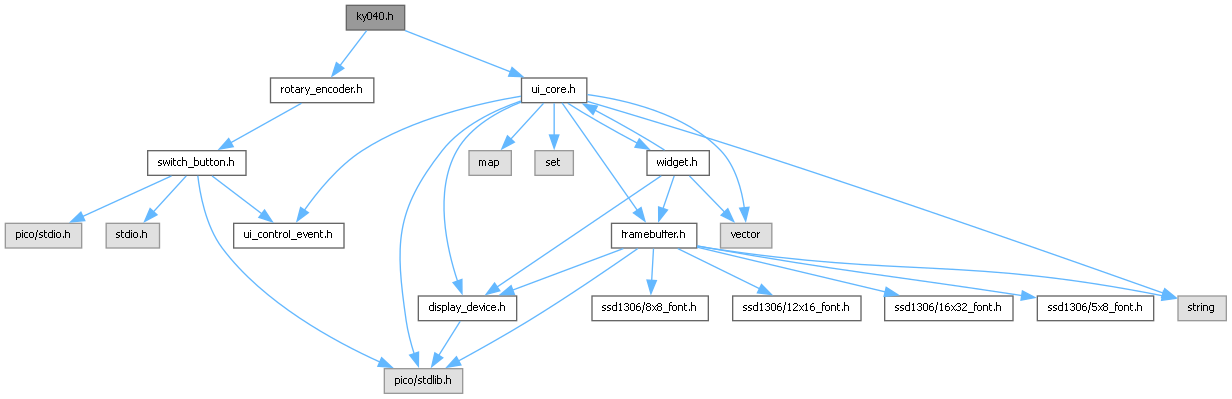 ky040.h
rotary_encoder.h
ui_core.h
switch_button.h
map
set
widget.h
pico/stdio.h
stdio.h
ui_control_event.h
framebuffer.h
vector
display_device.h
ssd1306/8x8_font.h
ssd1306/12x16_font.h
ssd1306/16x32_font.h
ssd1306/5x8_font.h
string
pico/stdlib.h